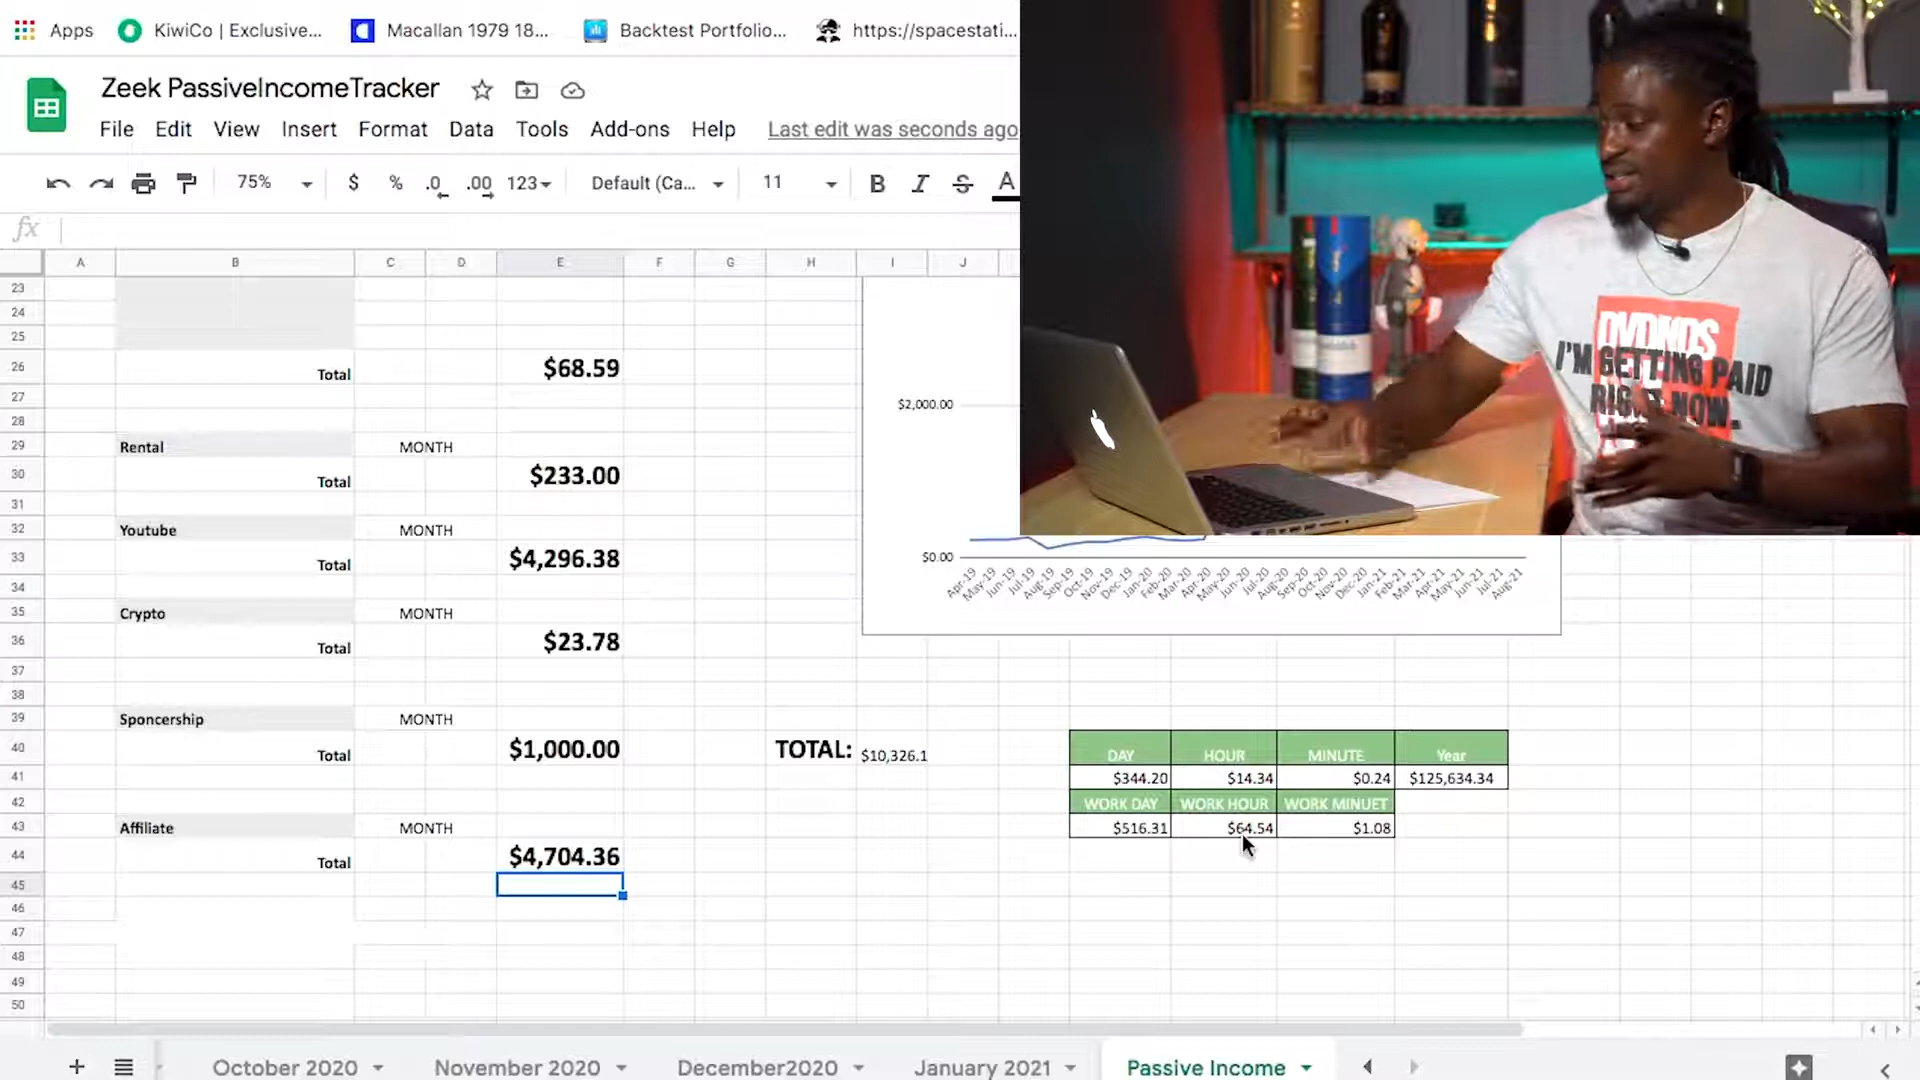 Apps KiwiCo | Exclusive... Macallan 1979 18... Backtest Portfolio... https://spacestati...
Zeek PassiveIncomeTracker
File Edit View Insert Format Data Tools Add-ons Help Last edit was seconds ago
75% $ % .0 .00 123 Default (Ca... 11 B I S A
fx
A B C D E F G H I J
23
24
25
26 Total $68.59
27
28
29 Rental MONTH
30 Total $233.00
31
32 Youtube MONTH
33 Total $4,296.38
34
35 Crypto MONTH
36 Total $23.78
37
38
39 Sponcership MONTH
40 Total $1,000.00 TOTAL: $10,326.1
41
42
43 Affiliate MONTH
44 Total $4,704.36
45
46
47
48
49
50
$2,000.00
$0.00
Apr-19 May-19 Jun-19 Jul-19 Aug-19 Sep-19 Oct-19 Nov-19 Dec-19 Jan-20 Feb-20 Mar-20 Apr-20 May-20 Jun-20 Jul-20 Aug-20 Sep-20 Oct-20 Nov-20 Dec-20 Jan-21 Feb-21 Mar-21 Apr-21 May-21 Jun-21 Jul-21 Aug-21
DAY HOUR MINUTE Year
$344.20 $14.34 $0.24 $125,634.34
WORK DAY WORK HOUR WORK MINUET
$516.31 $64.54 $1.08
DVDNDS
I'M GETTING PAID
RIGHT NOW.
October 2020 November 2020 December2020 January 2021 Passive Income